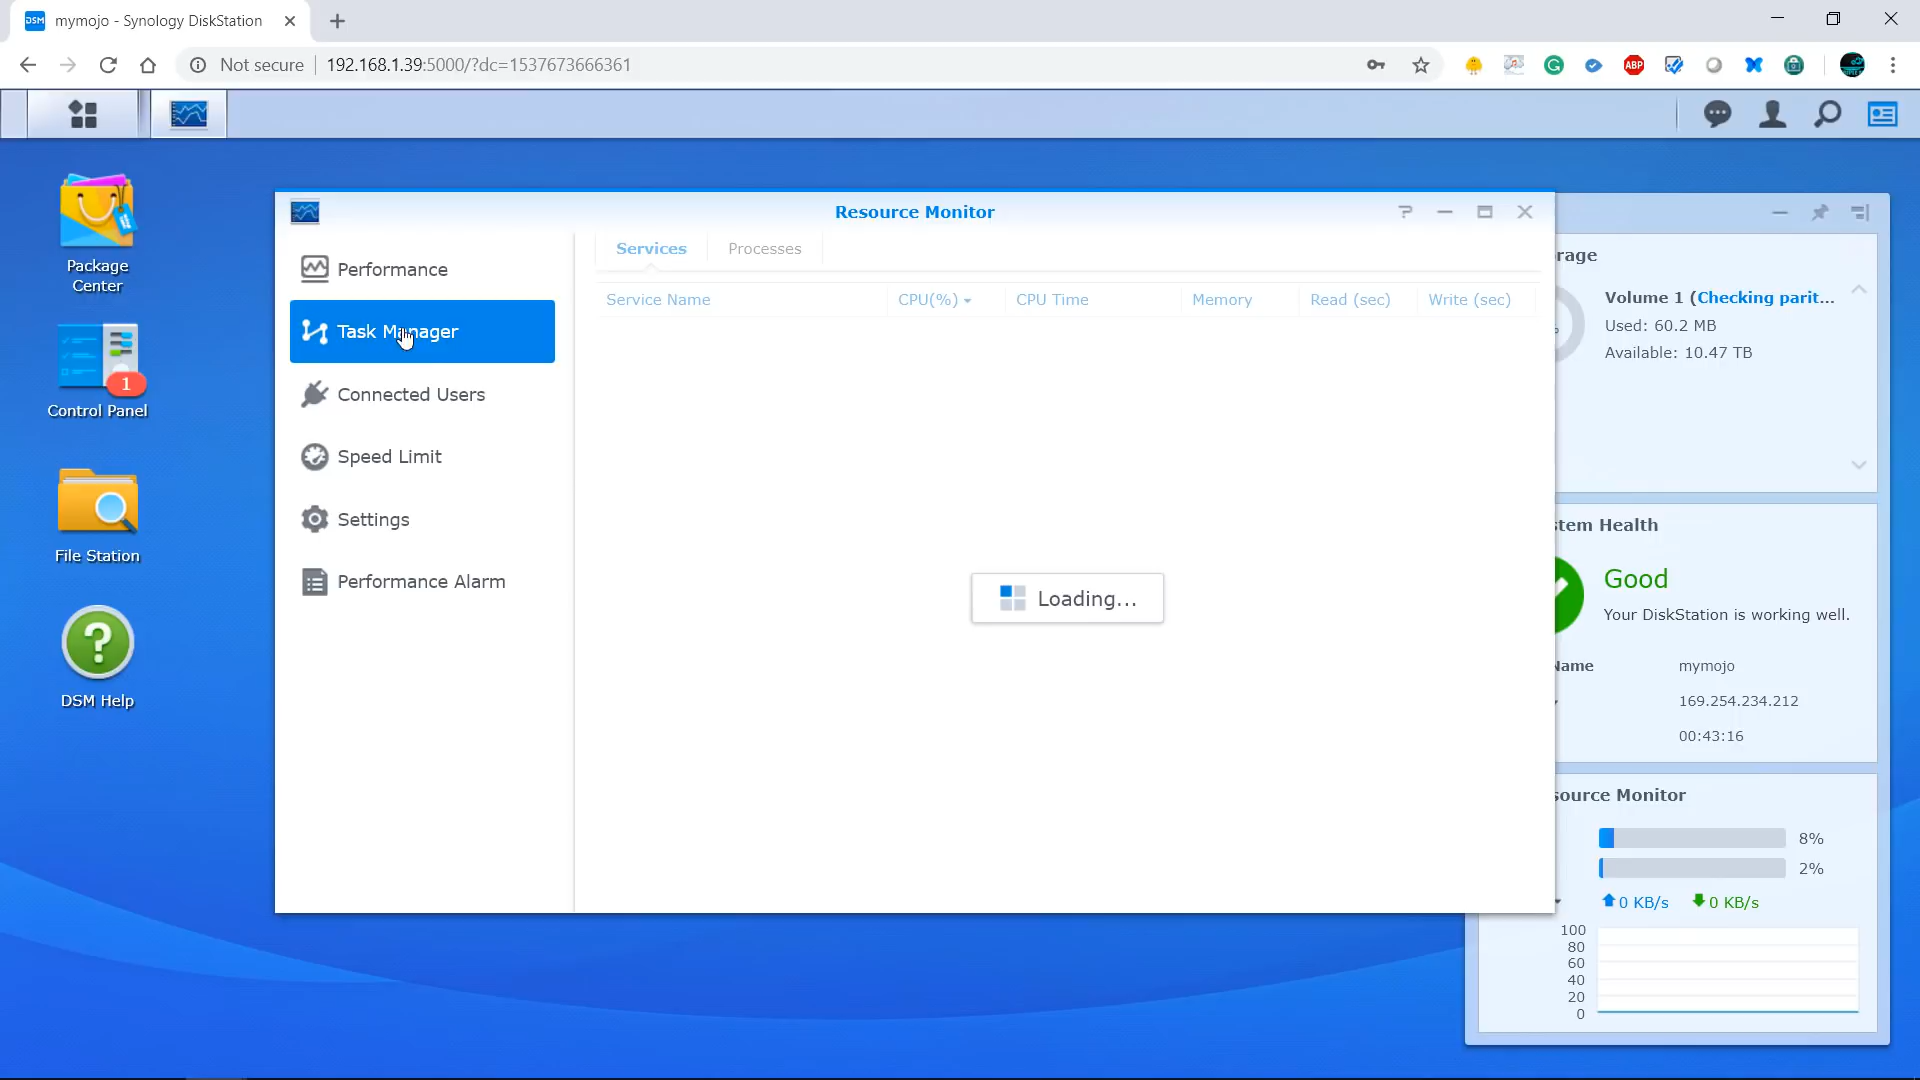 DSM mymojo - Synology DiskStation
Not secure 192.168.1.39:5000/?dc=1537673666361
ABP
Package
Center
1
Control Panel
File Station
DSM Help
Resource Monitor
Performance
Task Manager
Connected Users
Speed Limit
Settings
Performance Alarm
Services Processes
Service Name CPU(%) CPU Time Memory Read (sec) Write (sec)
Loading...
rage
Volume 1 (Checking parit...
Used: 60.2 MB
Available: 10.47 TB
stem Health
Good
Your DiskStation is working well.
Name mymojo
169.254.234.212
00:43:16
source Monitor
8%
2%
0 KB/s 0 KB/s
100
80
60
40
20
0